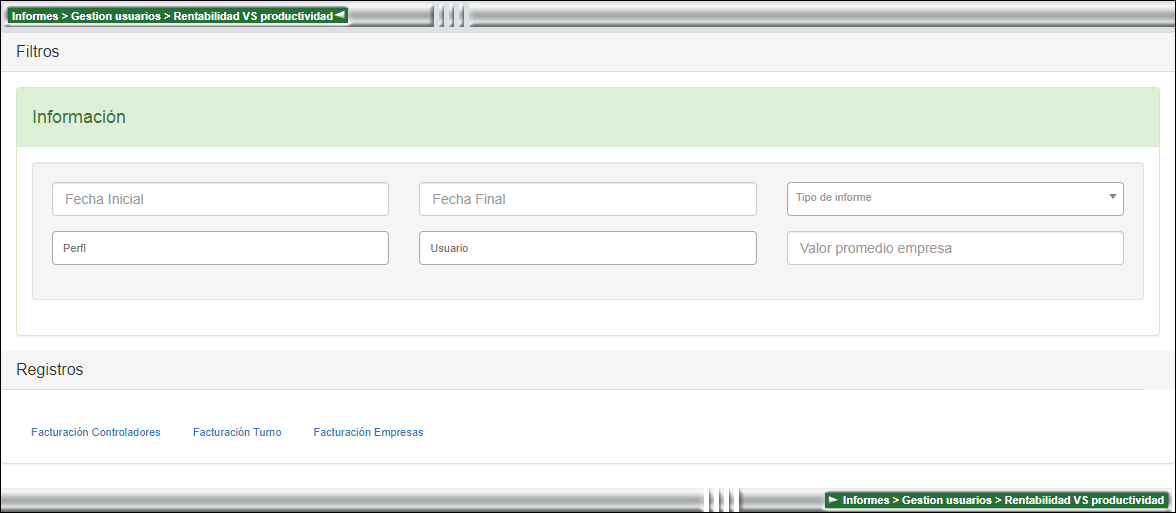 Informes > Gestion usuarios > Rentabilidad VS productividad
Filtros
Información
Fecha Inicial
Fecha Final
Tipo de informe
Perfl
Usuario
Valor promedio empresa
Registros
Facturación Controladores
Facturación Turno
Facturación Empresas
Informes > Gestion usuarios > Rentabilidad VS productividad